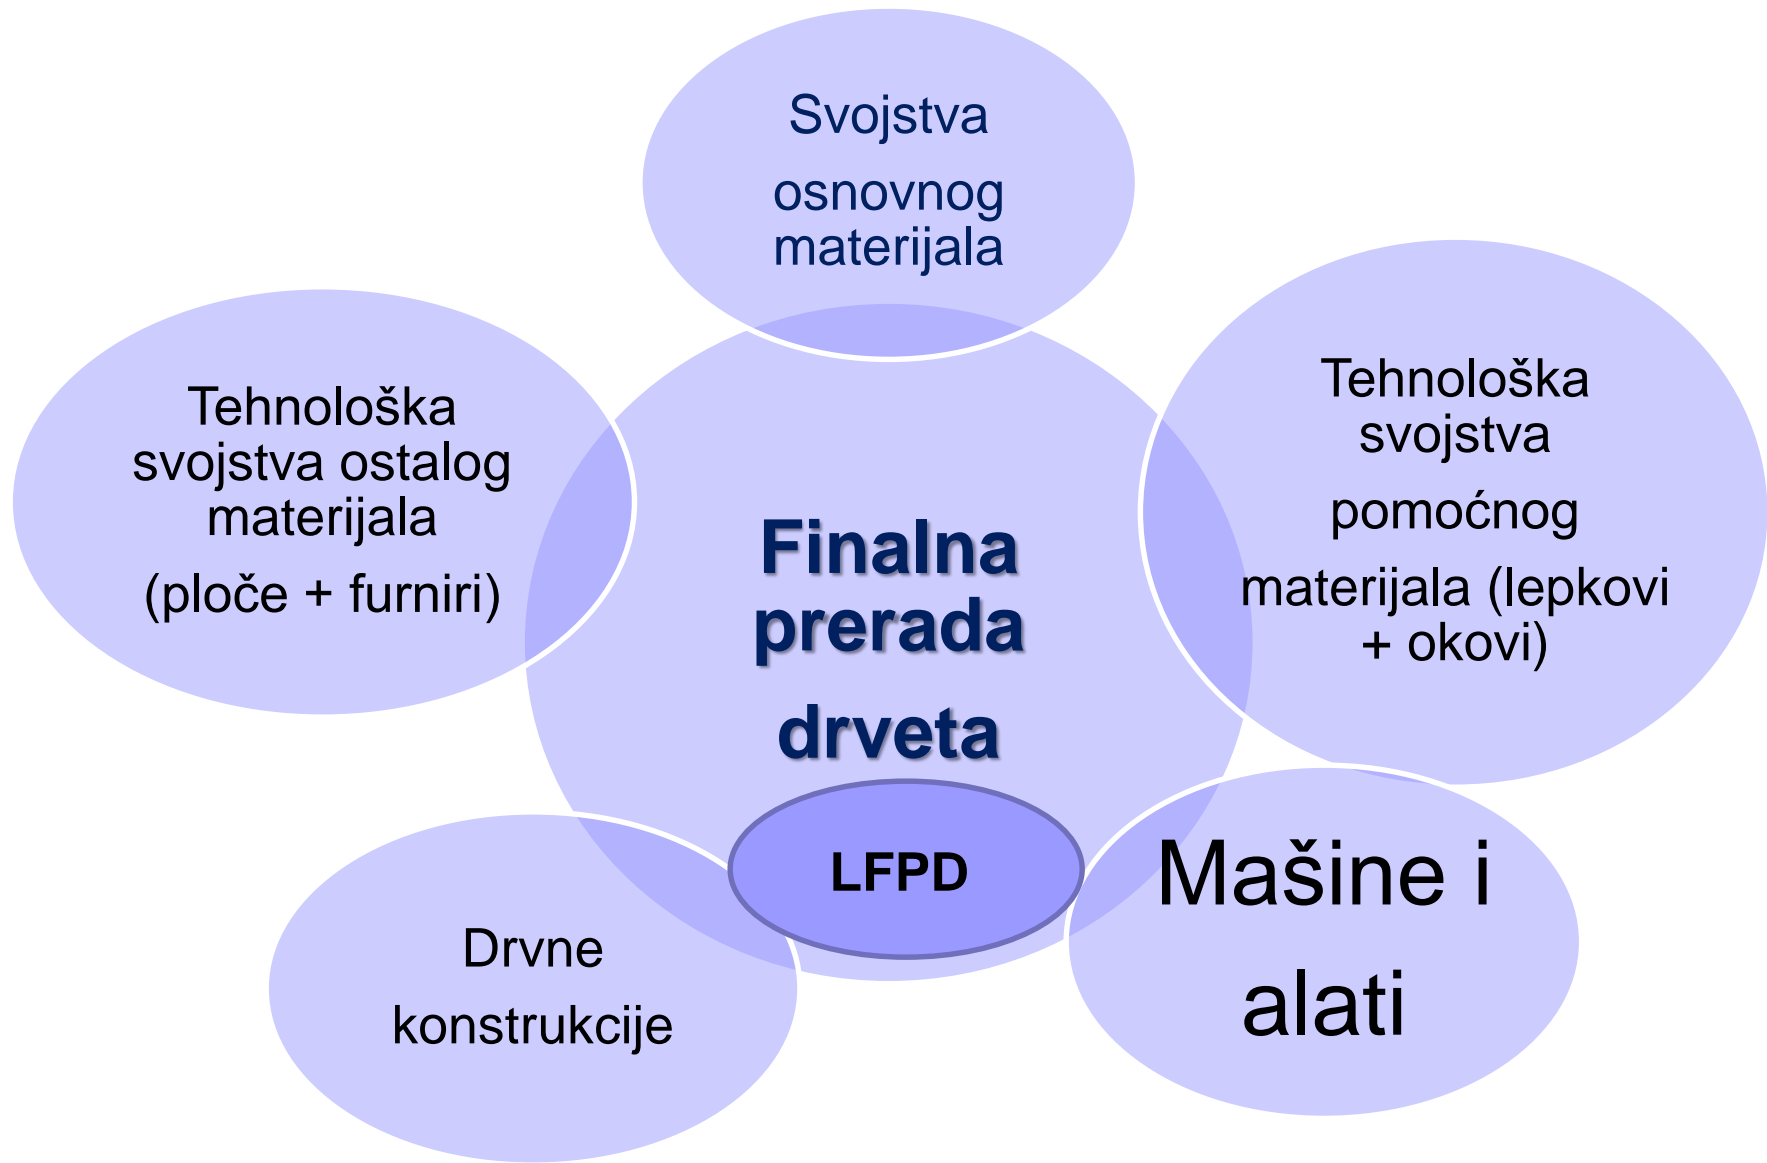 Svojstva
osnovnog
materijala
Tehnološka
svojstva ostalog
materijala
(ploče + furniri)
Tehnološka
svojstva
pomoćnog
materijala (lepkovi
+ okovi)
Finalna
prerada
drveta
LFPD
Drvne
konstrukcije
Mašine i
alati